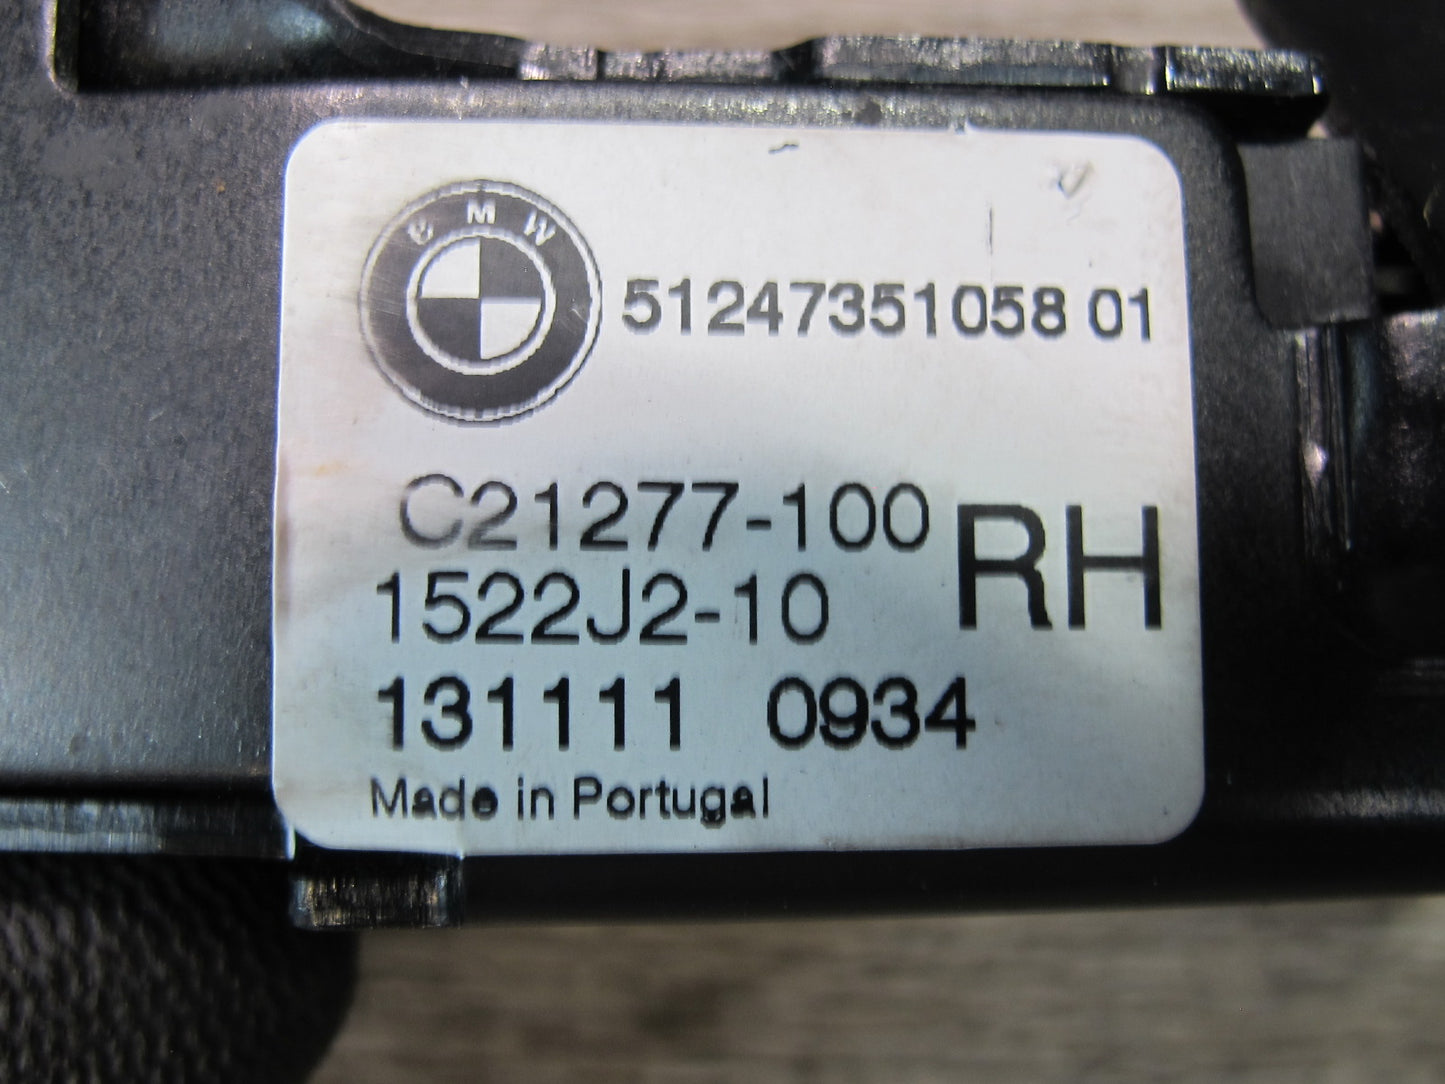 BMW
51247351058 01
C21277-100
1522J2-10
RH
131111 0934
Made in Portugal